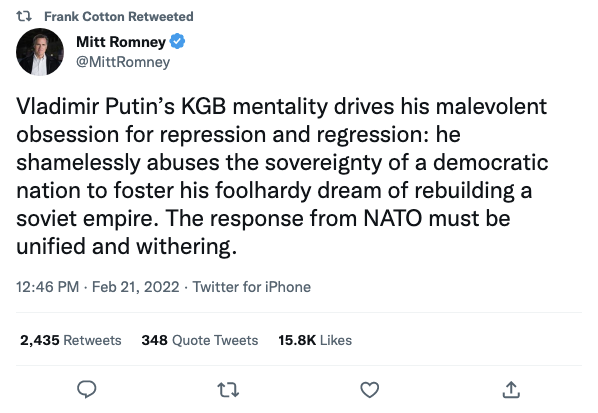 Frank Cotton Retweeted
Mitt Romney
@MittRomney
Vladimir Putin’s KGB mentality drives his malevolent
obsession for repression and regression: he
shamelessly abuses the sovereignty of a democratic
nation to foster his foolhardy dream of rebuilding a
soviet empire. The response from NATO must be
unified and withering.
12:46 PM · Feb 21, 2022 · Twitter for iPhone
2,435 Retweets 348 Quote Tweets 15.8K Likes